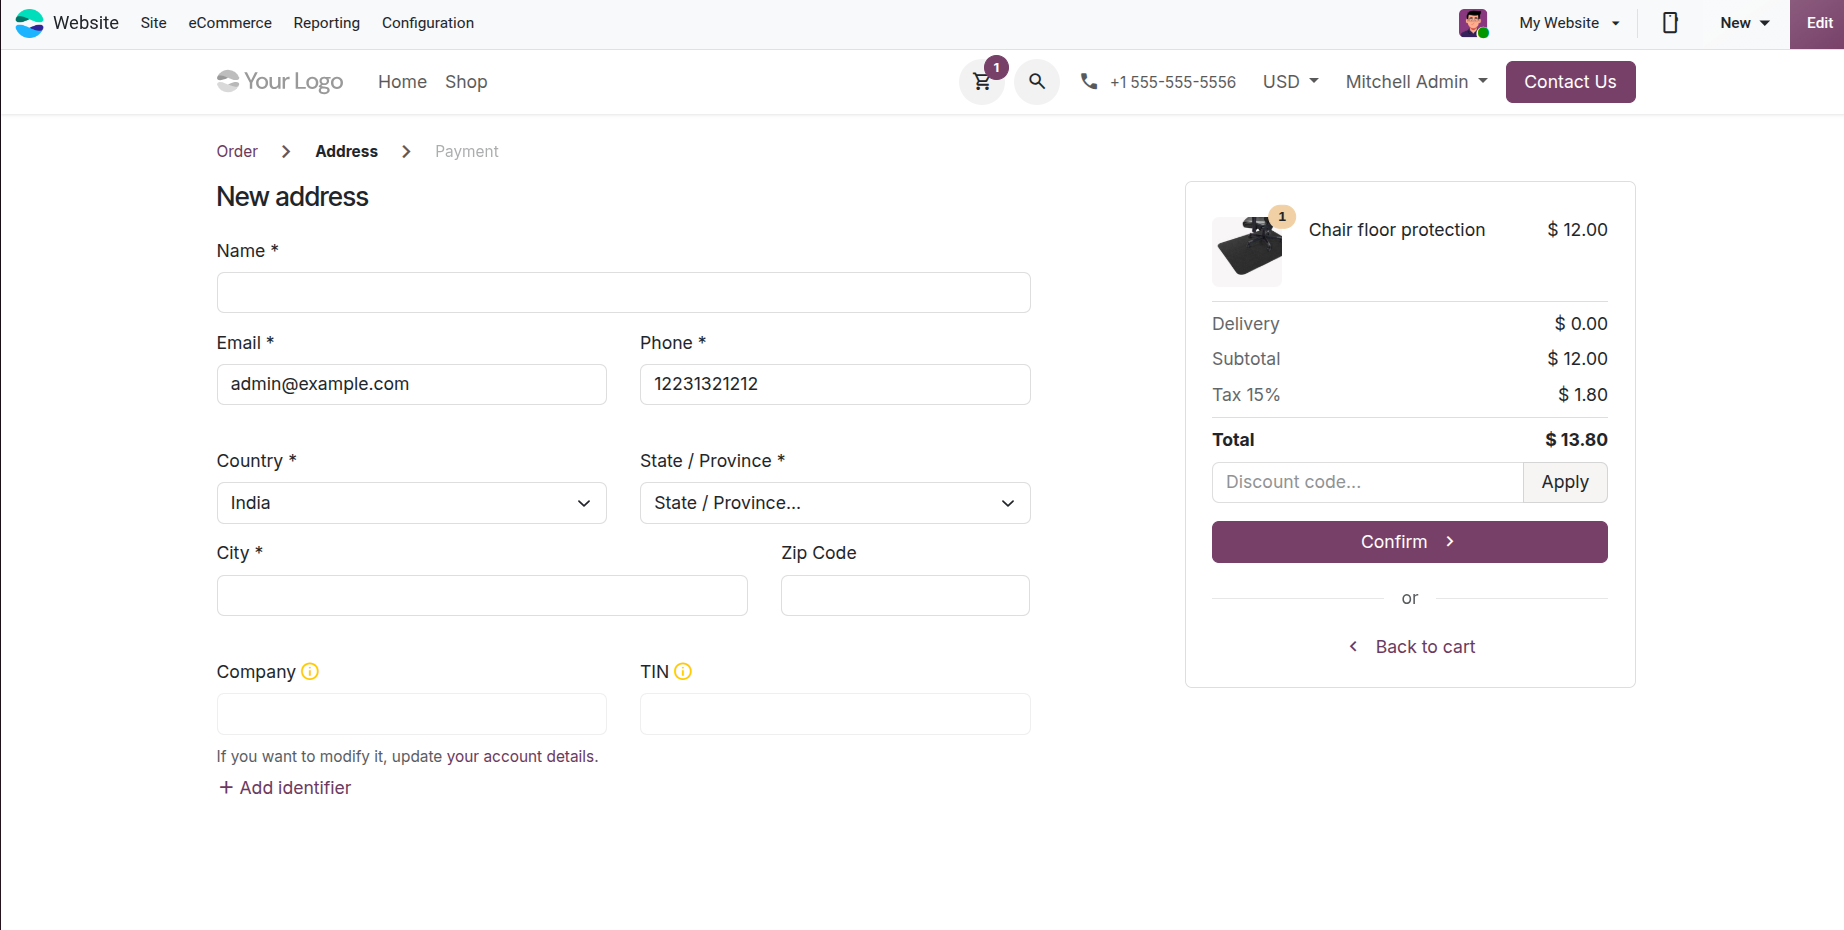 Website Site eCommerce Reporting Configuration My Website New Edit
Your Logo Home Shop 1 +1 555-555-5556 USD Mitchell Admin Contact Us
Order Address Payment
New address
Name *
Email * Phone *
admin@example.com 12231321212
Country * State / Province *
India State / Province...
City * Zip Code
Company TIN
If you want to modify it, update your account details.
+ Add identifier
1
Chair floor protection $ 12.00
Delivery $ 0.00
Subtotal $ 12.00
Tax 15% $ 1.80
Total $ 13.80
Discount code... Apply
Confirm
or
Back to cart